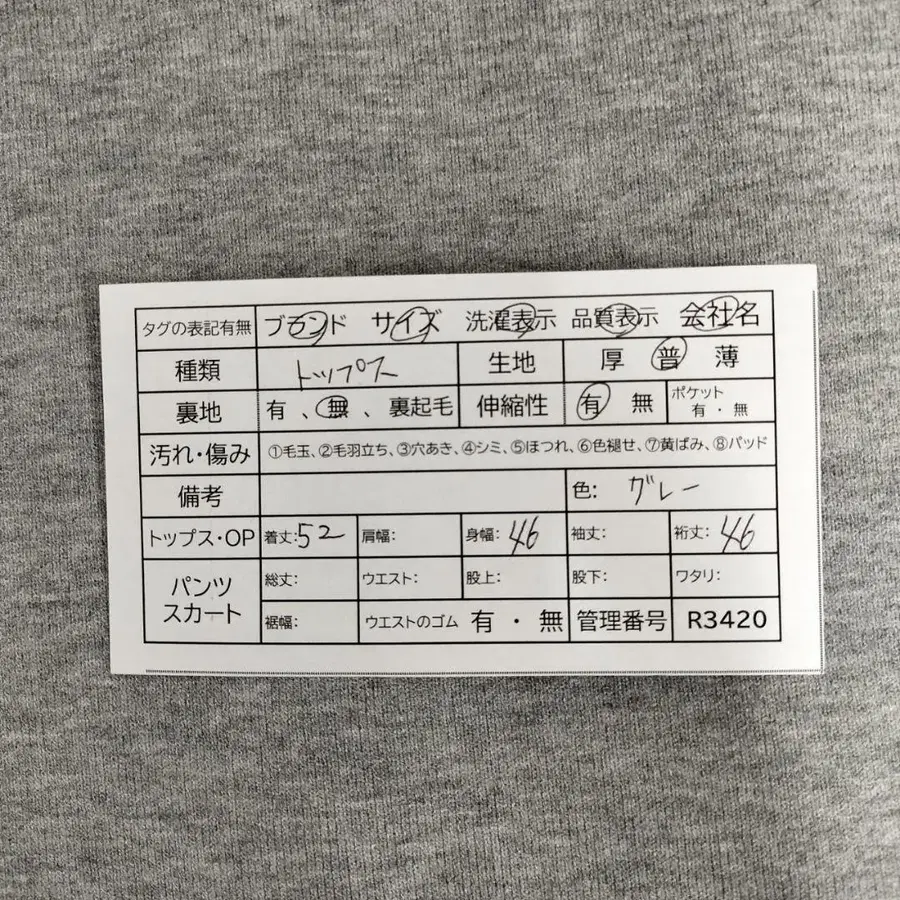 タグの表記有無 ブランド サイズ 洗濯表示 品質表示 会社名
種類 トップス 生地 厚 普 薄
裏地 有 、 無 、 裏起毛 伸縮性 有 無 ポケット 有 ・ 無
汚れ・傷み ①毛玉、②毛羽立ち、③穴あき、④シミ、⑤ほつれ、⑥色褪せ、⑦黄ばみ、⑧パッド
備考 色: グレー
トップス・OP 着丈:52 肩幅: 身幅:46 袖丈: 裄丈:46
パンツ スカート 総丈: ウエスト: 股上: 股下: ワタリ:
裾幅: ウエストのゴム 有 ・ 無 管理番号 R3420